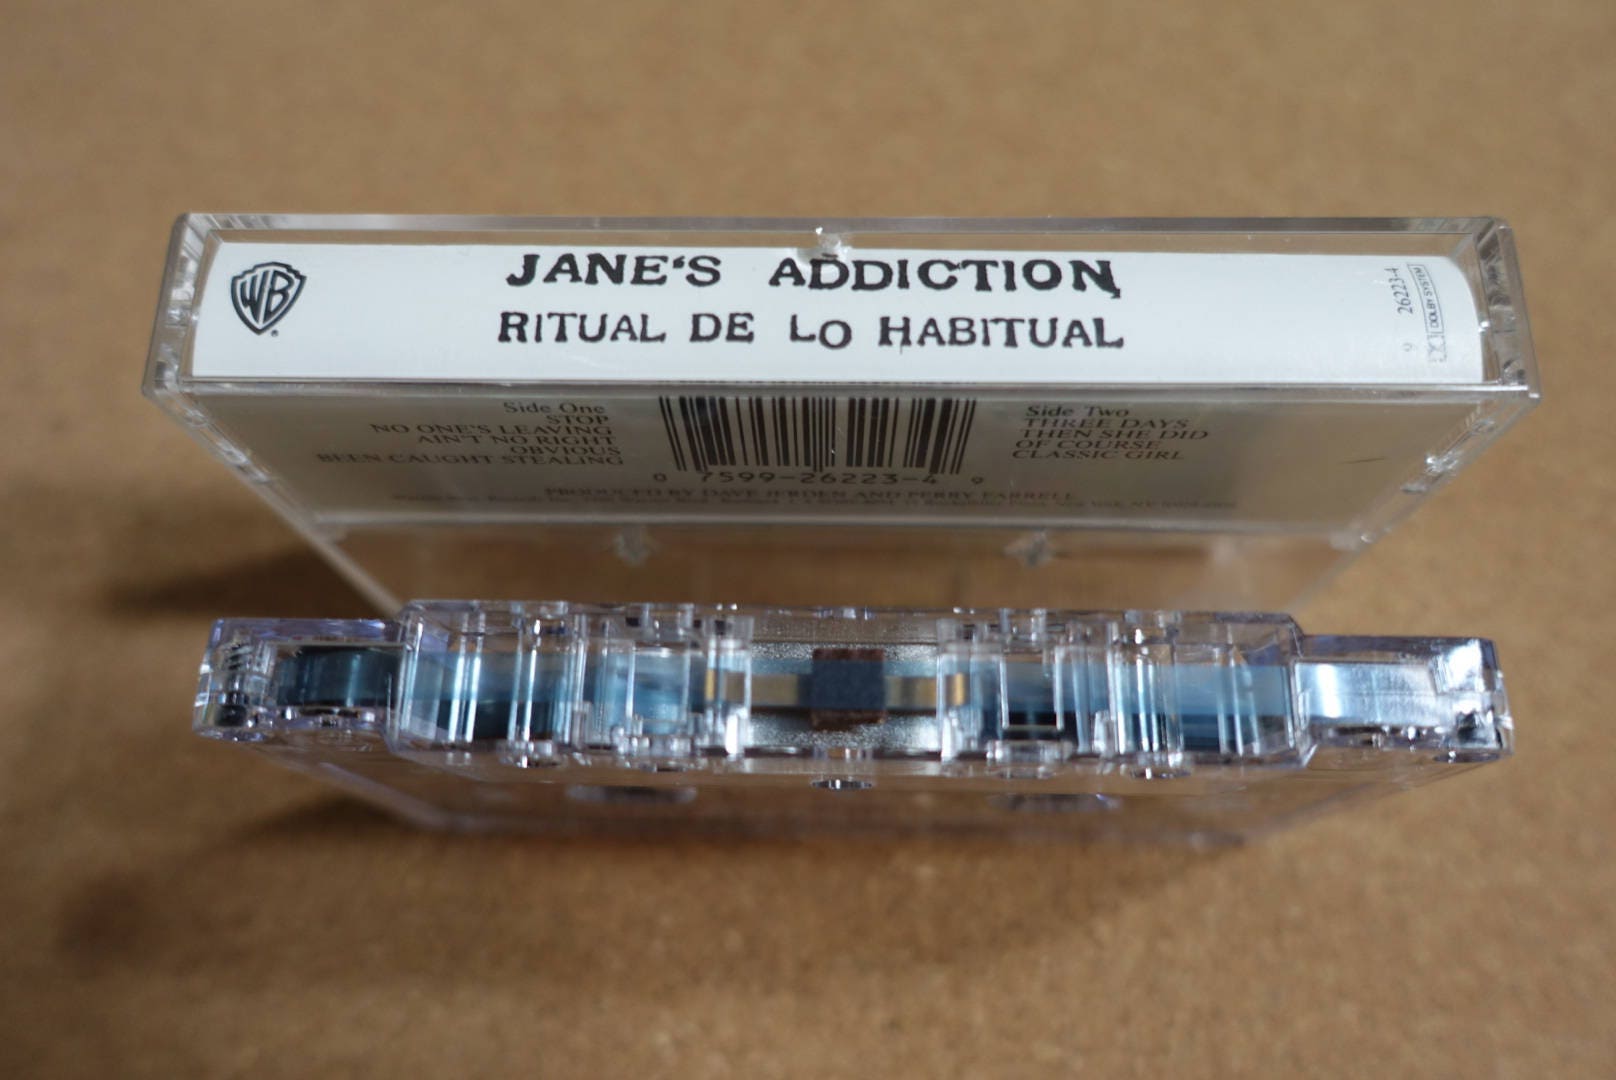 WB
®
JANE'S ADDICTION
RITUAL DE LO HABITUAL
9 26223-4
DOLBY SYSTEM
Side One
STOP
NO ONE'S LEAVING
AIN'T NO RIGHT
OBVIOUS
BEEN CAUGHT STEALING
0 7599-26223-4 9
Side Two
THREE DAYS
THEN SHE DID
OF COURSE
CLASSIC GIRL
PRODUCED BY DAVE JERDEN AND PERRY FARRELL